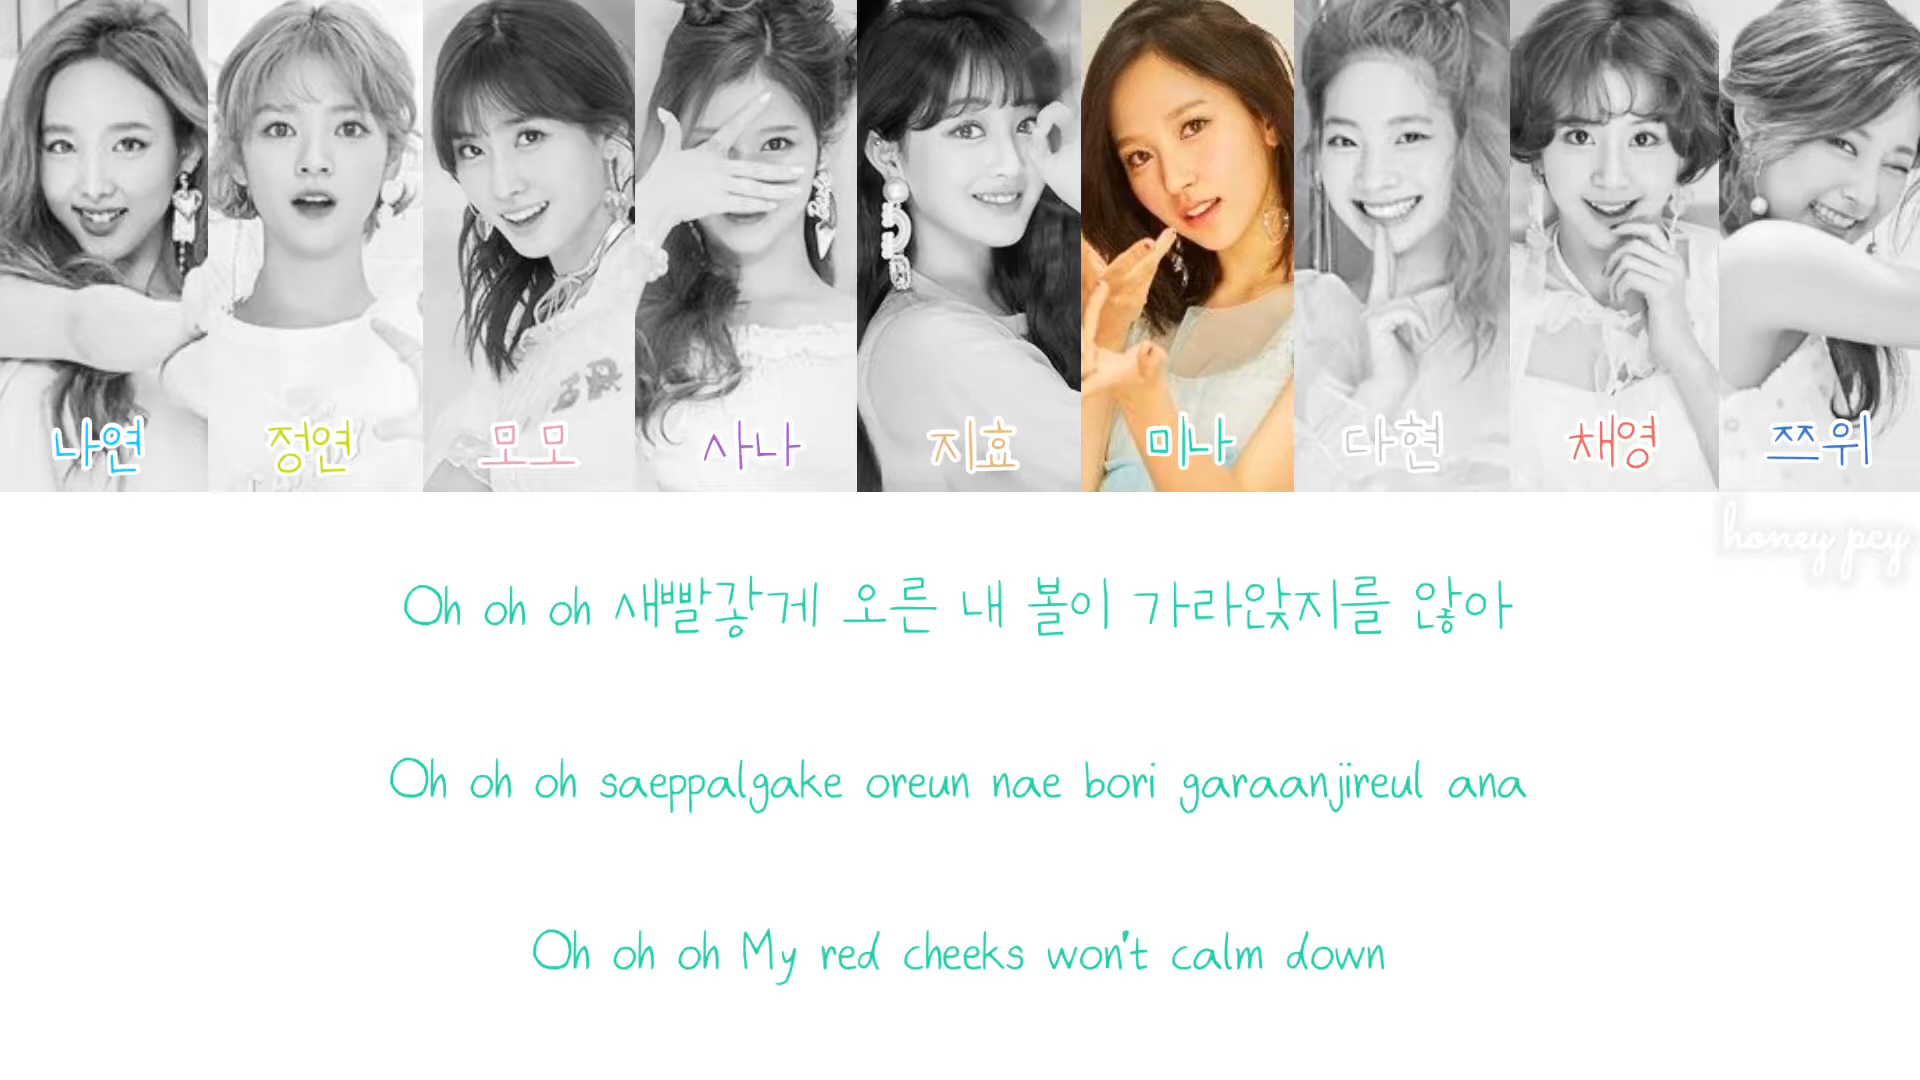 나연 정연 모모 사나 지효 미나 다현 채영 쯔위
honey pcy
Oh oh oh 새빨갛게 오른 내 볼이 가라앉지를 않아
Oh oh oh saeppalgake oreun nae bori garaanjireul ana
Oh oh oh My red cheeks won't calm down